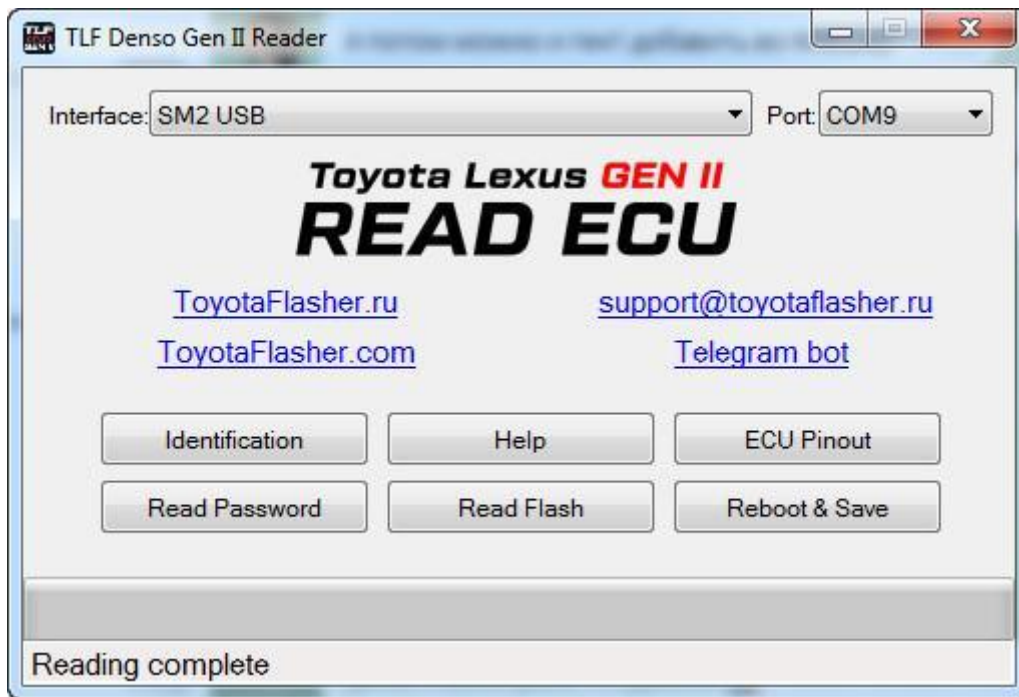 TLF Denso Gen II Reader
Interface: SM2 USB Port: COM9
Toyota Lexus GEN II
READ ECU
ToyotaFlasher.ru support@toyotaflasher.ru
ToyotaFlasher.com Telegram bot
Identification Help ECU Pinout
Read Password Read Flash Reboot & Save
Reading complete